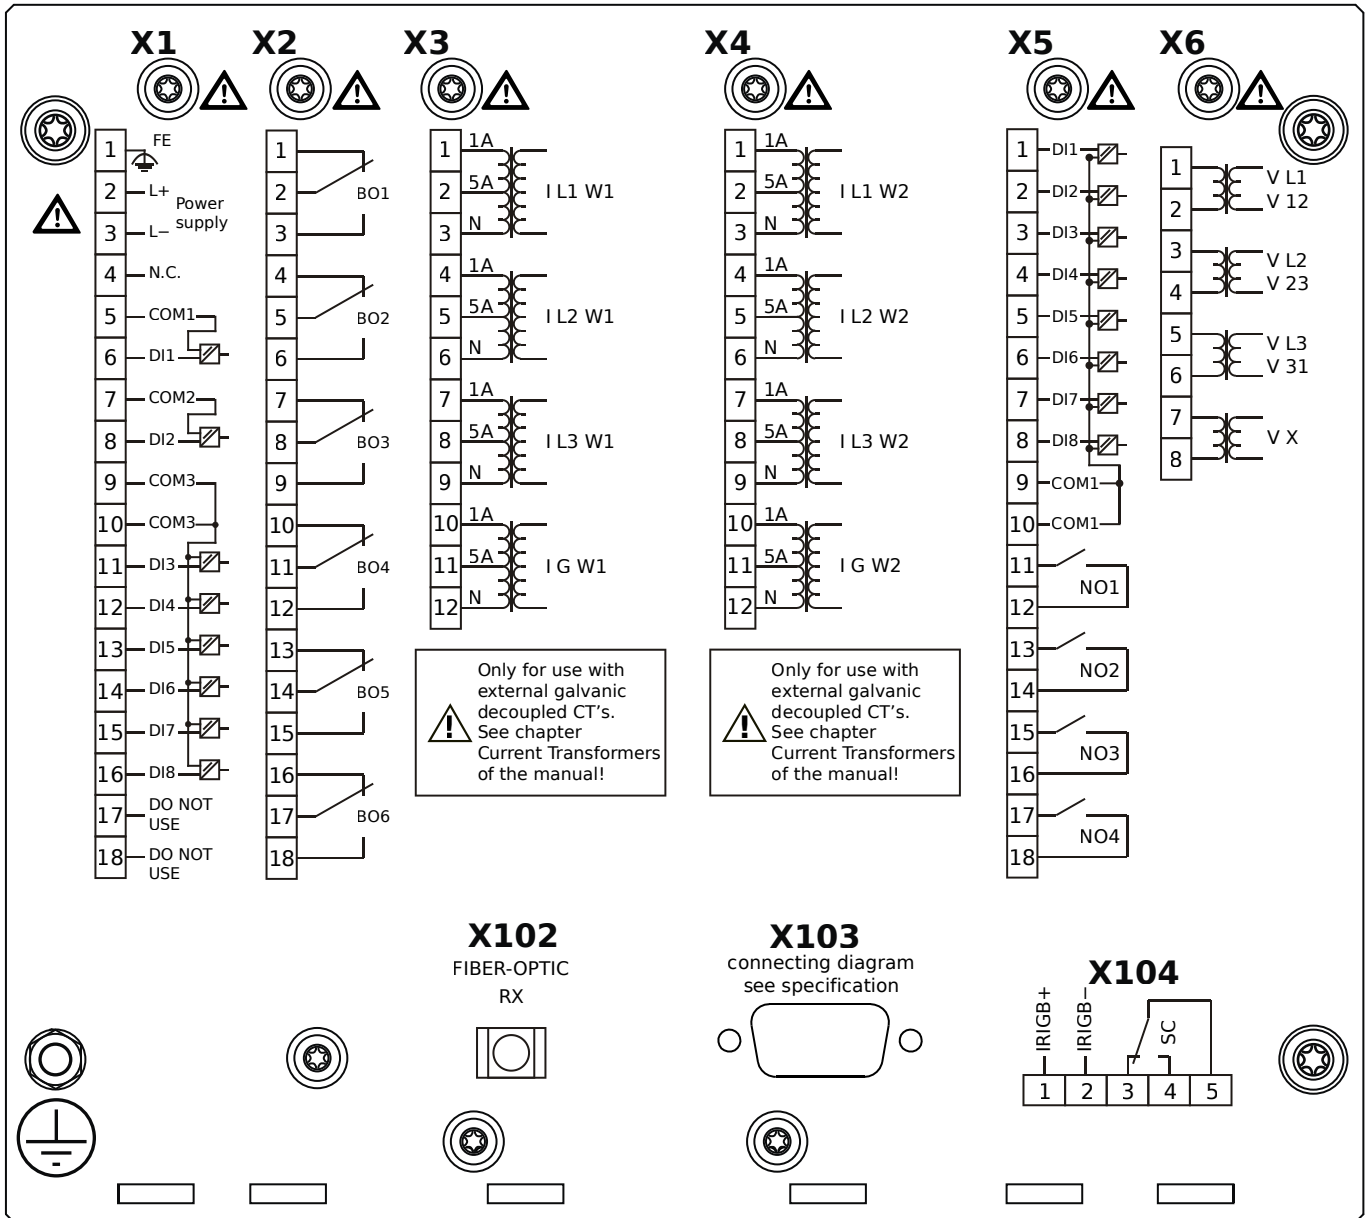 X1
X2
X3
X4
X5
X6
1
FE
2
L+
Power
supply
3
L−
4
N.C.
5
COM1
6
DI1
7
COM2
8
DI2
9
COM3
10
COM3
11
DI3
12
DI4
13
DI5
14
DI6
15
DI7
16
DI8
17
DO NOT
USE
18
DO NOT
USE
1
2
BO1
3
4
5
BO2
6
7
8
BO3
9
10
11
BO4
12
13
14
BO5
15
16
17
BO6
18
1
1A
2
5A
I L1 W1
3
N
4
1A
5
5A
I L2 W1
6
N
7
1A
8
5A
I L3 W1
9
N
10
1A
11
5A
I G W1
12
N
Only for use with
external galvanic
decoupled CT's.
See chapter
Current Transformers
of the manual!
1
1A
2
5A
I L1 W2
3
N
4
1A
5
5A
I L2 W2
6
N
7
1A
8
5A
I L3 W2
9
N
10
1A
11
5A
I G W2
12
N
Only for use with
external galvanic
decoupled CT's.
See chapter
Current Transformers
of the manual!
1
DI1
2
DI2
3
DI3
4
DI4
5
DI5
6
DI6
7
DI7
8
DI8
9
COM1
10
COM1
11
NO1
12
13
NO2
14
15
NO3
16
17
NO4
18
1
V L1
2
V 12
3
V L2
4
V 23
5
V L3
6
V 31
7
V X
8
X102
FIBER-OPTIC
RX
X103
connecting diagram
see specification
X104
IRIGB+
IRIGB−
SC
1 2 3 4 5